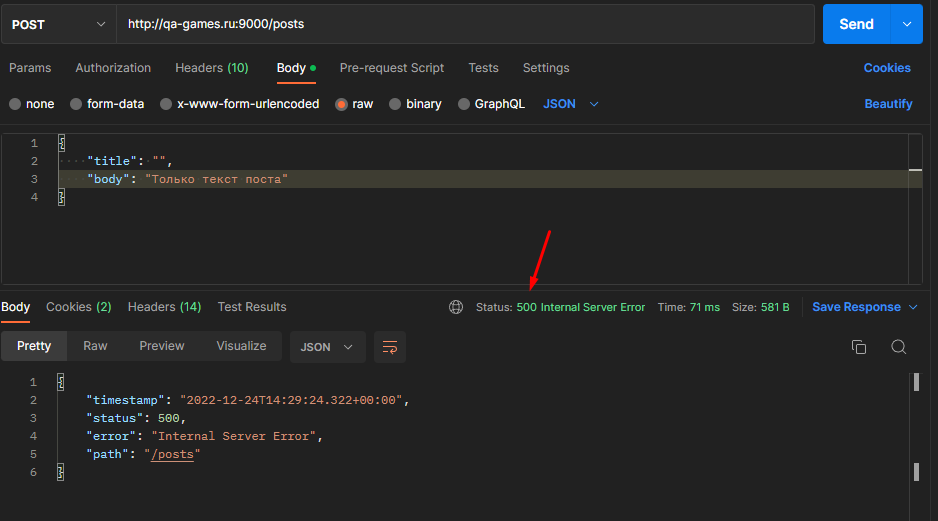 POST http://qa-games.ru:9000/posts Send
Params Authorization Headers (10) Body Pre-request Script Tests Settings Cookies
none form-data x-www-form-urlencoded raw binary GraphQL JSON Beautify
1 {
2 "title": "",
3 "body": "Только текст поста"
4 }
Body Cookies (2) Headers (14) Test Results Status: 500 Internal Server Error Time: 71 ms Size: 581 B Save Response
Pretty Raw Preview Visualize JSON
1 {
2 "timestamp": "2022-12-24T14:29:24.322+00:00",
3 "status": 500,
4 "error": "Internal Server Error",
5 "path": "/posts"
6 }